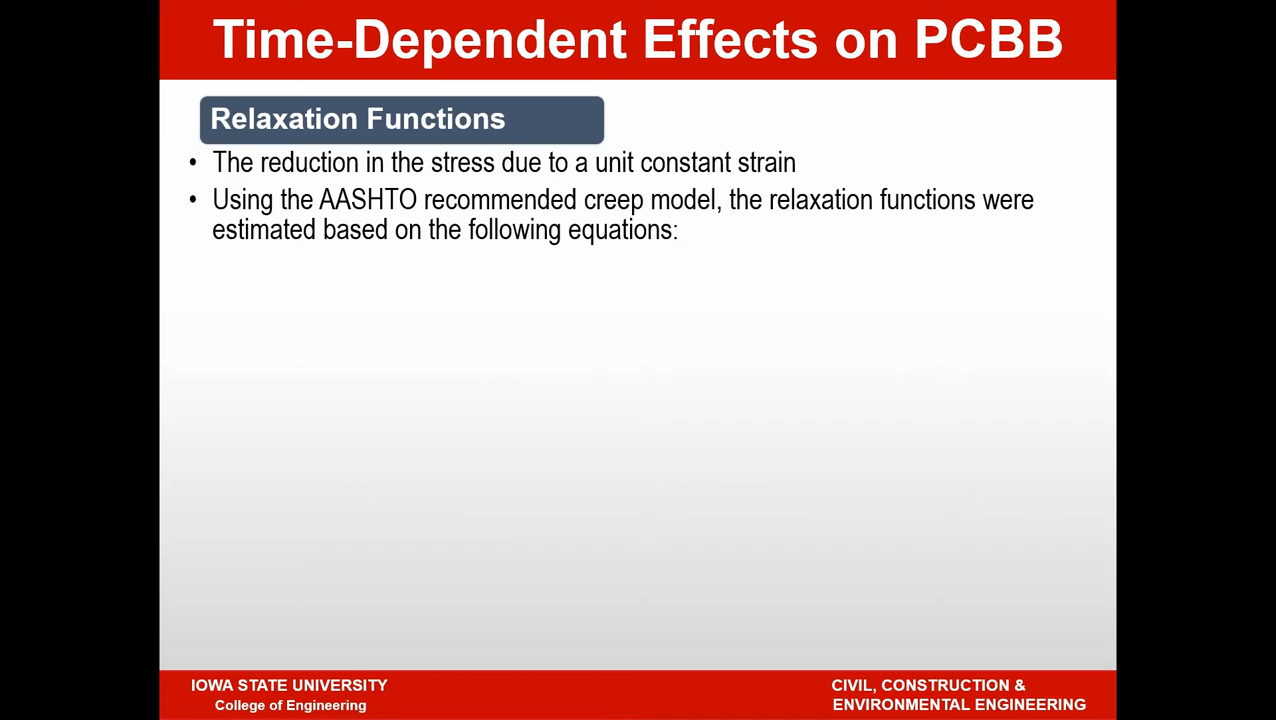 Time-Dependent Effects on PCBB
Relaxation Functions
• The reduction in the stress due to a unit constant strain
• Using the AASHTO recommended creep model, the relaxation functions were
estimated based on the following equations:
IOWA STATE UNIVERSITY
College of Engineering
CIVIL, CONSTRUCTION &
ENVIRONMENTAL ENGINEERING